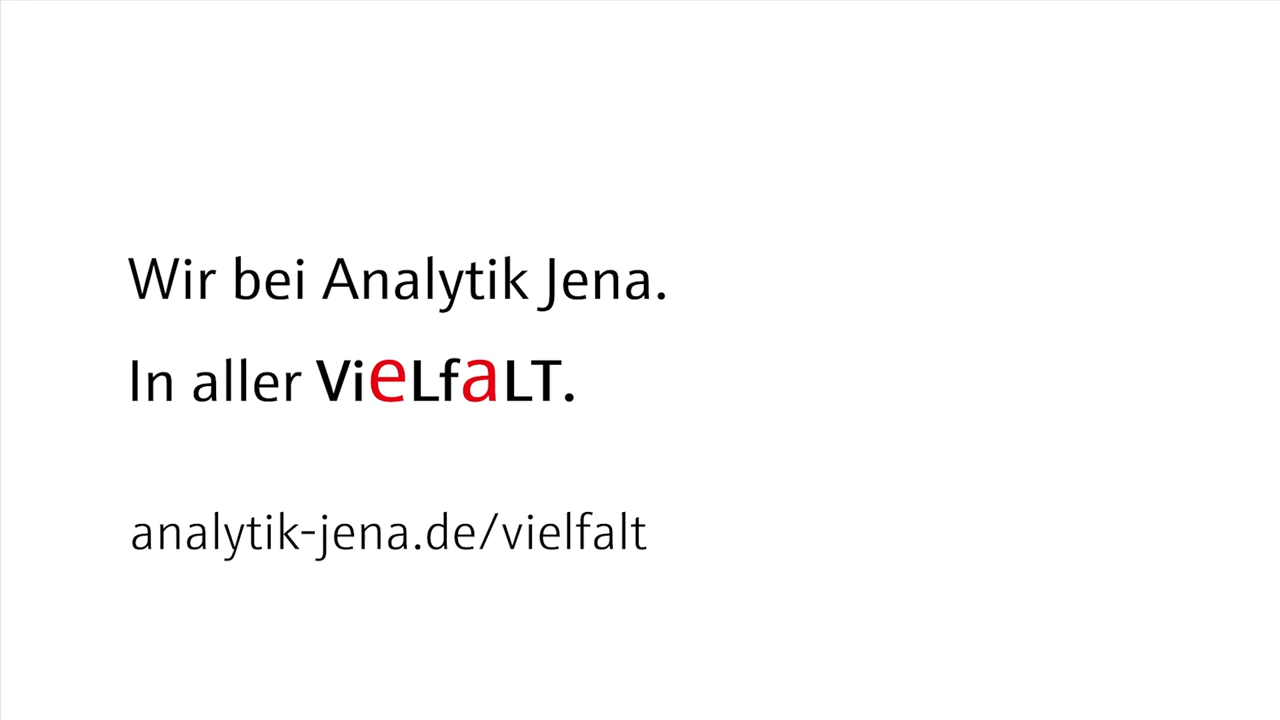 Wir bei Analytik Jena.
In aller VieLfaLT.
analytik-jena.de/vielfalt